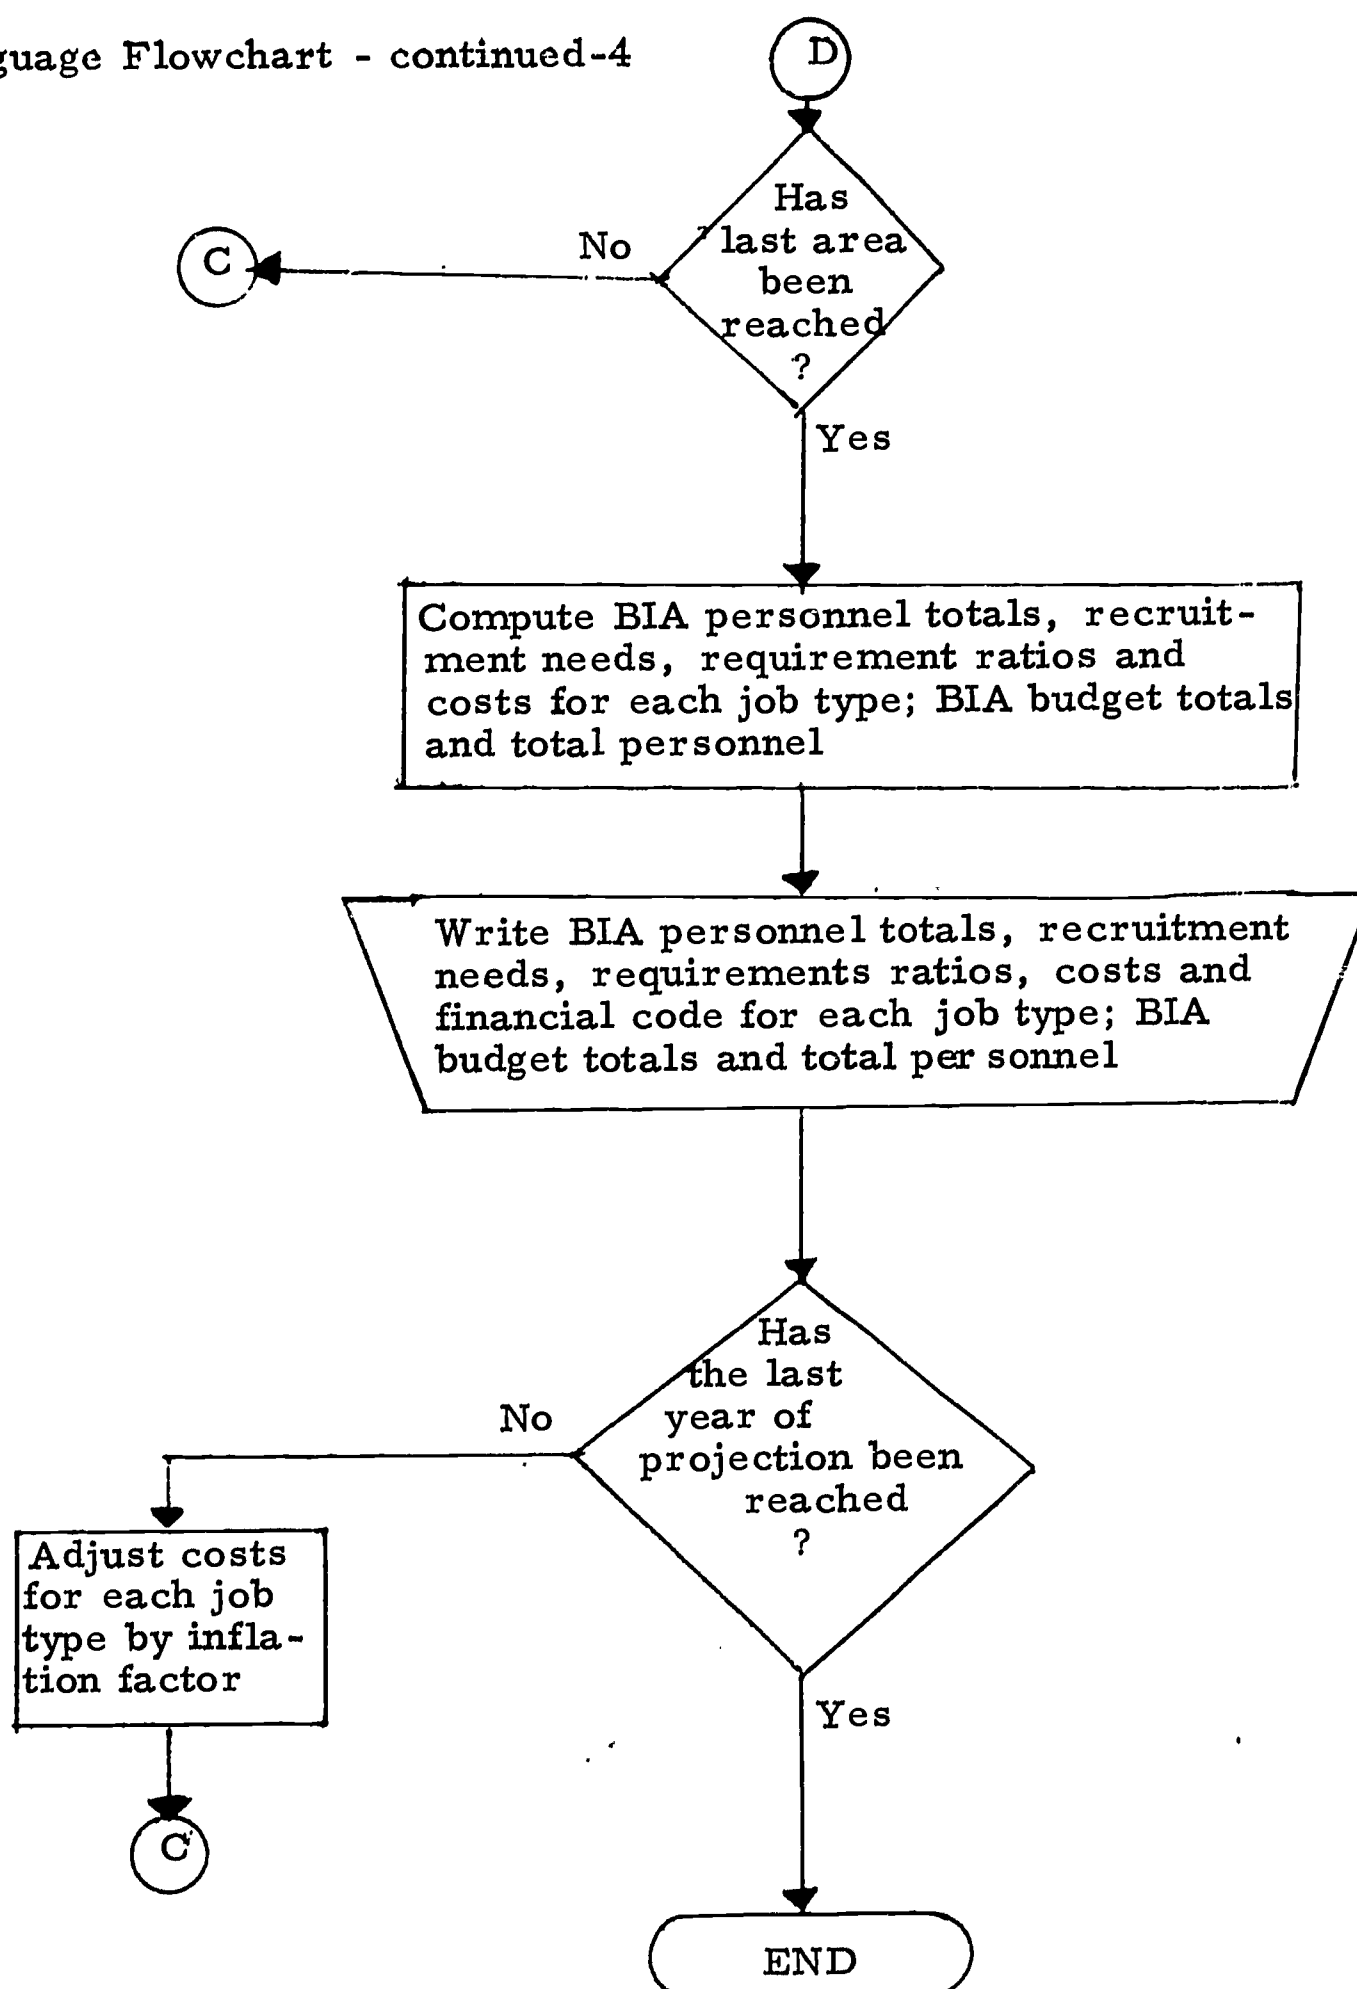 guage Flowchart - continued-4
D
Has
last area
been
reached
?
No
C
Yes
Compute BIA personnel totals, recruit-
ment needs, requirement ratios and
costs for each job type; BIA budget totals
and total personnel
Write BIA personnel totals, recruitment
needs, requirements ratios, costs and
financial code for each job type; BIA
budget totals and total per sonnel
Has
the last
year of
projection been
reached
?
No
Adjust costs
for each job
type by infla-
tion factor
C
Yes
END